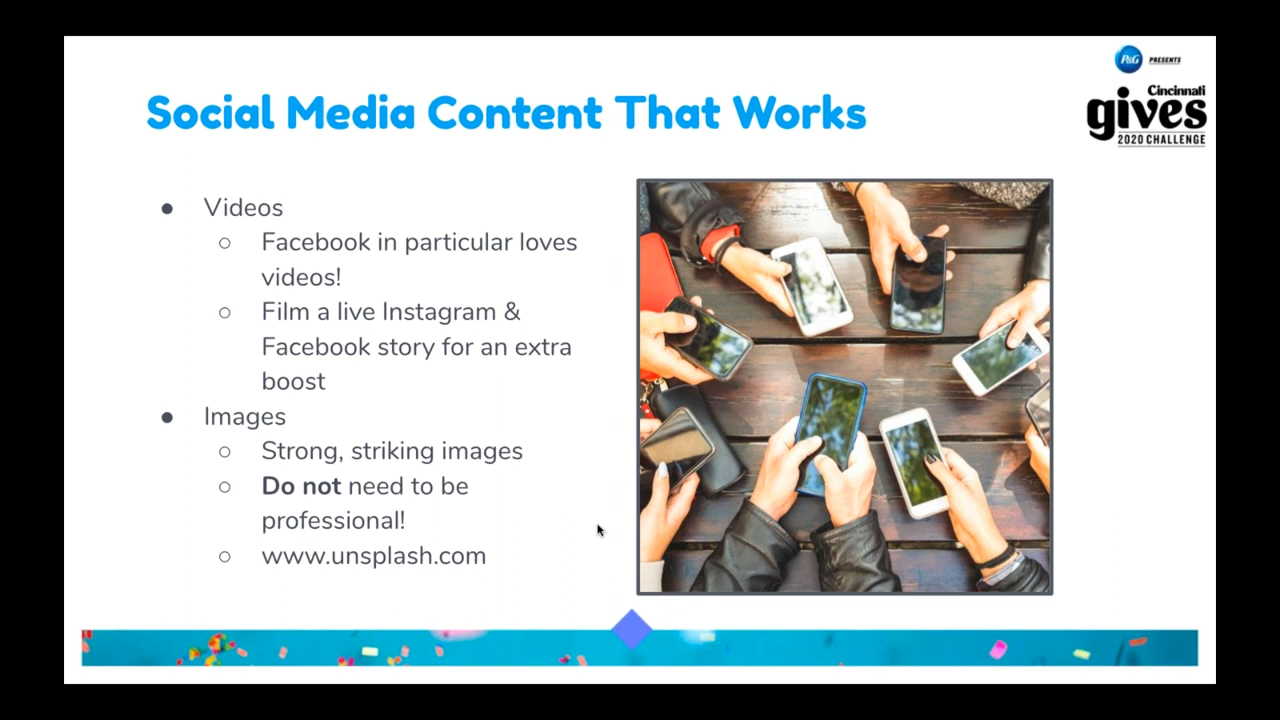 P&G PRESENTS
Cincinnati
gives
2020 CHALLENGE
Social Media Content That Works
● Videos
○ Facebook in particular loves
videos!
○ Film a live Instagram &
Facebook story for an extra
boost
● Images
○ Strong, striking images
○ Do not need to be
professional!
○ www.unsplash.com